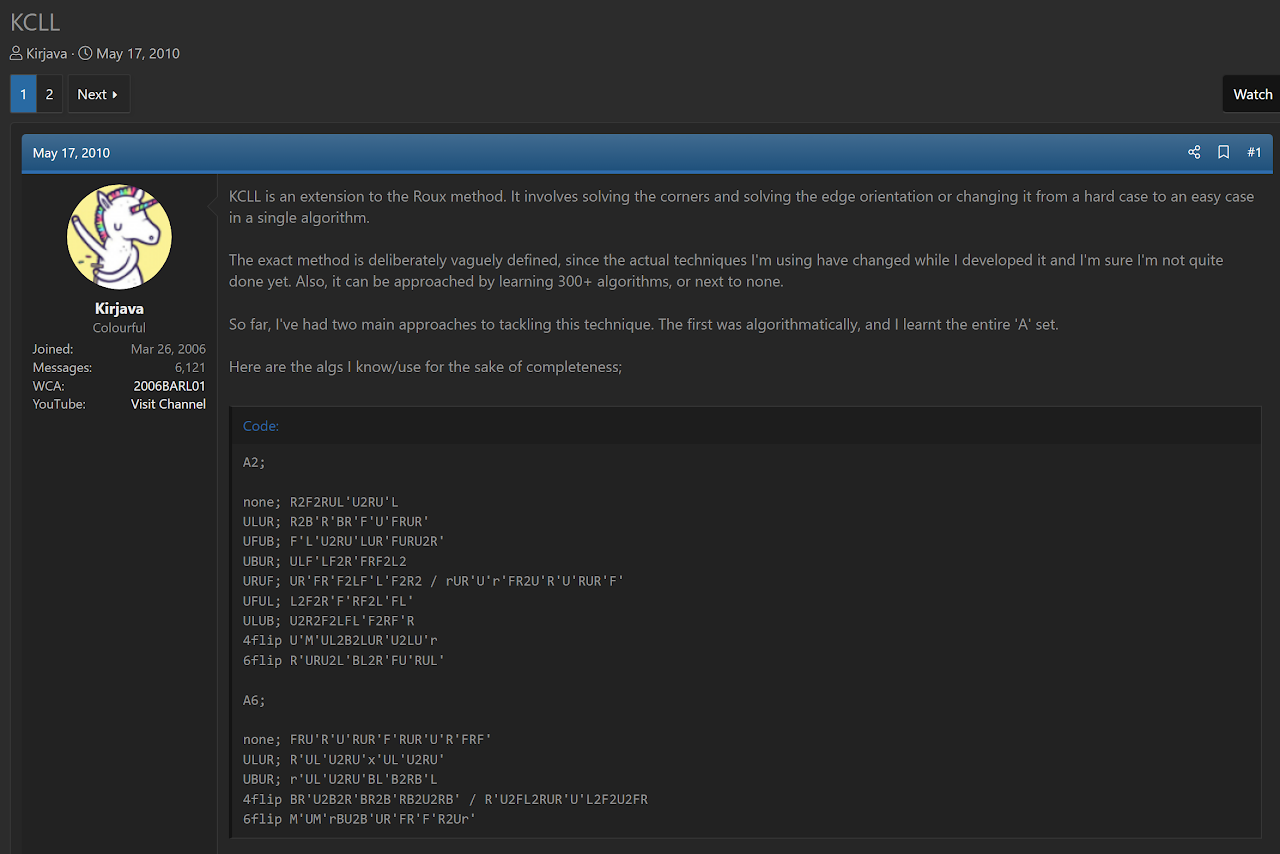 KCLL
Kirjava · May 17, 2010
1 2 Next
Watch
May 17, 2010 #1
Kirjava
Colourful
Joined: Mar 26, 2006
Messages: 6,121
WCA: 2006BARL01
YouTube: Visit Channel
KCLL is an extension to the Roux method. It involves solving the corners and solving the edge orientation or changing it from a hard case to an easy case
in a single algorithm.
The exact method is deliberately vaguely defined, since the actual techniques I'm using have changed while I developed it and I'm sure I'm not quite
done yet. Also, it can be approached by learning 300+ algorithms, or next to none.
So far, I've had two main approaches to tackling this technique. The first was algorithmatically, and I learnt the entire 'A' set.
Here are the algs I know/use for the sake of completeness;
Code:
A2;
none; R2F2RUL'U2RU'L
ULUR; R2B'R'BR'F'U'FRUR'
UFUB; F'L'U2RU'LUR'FURU2R'
UBUR; ULF'LF2R'FRF2L2
URUF; UR'FR'F2LF'L'F2R2 / rUR'U'r'FR2U'R'U'RUR'F'
UFUL; L2F2R'F'RF2L'FL'
ULUB; U2R2F2LFL'F2RF'R
4flip U'M'UL2B2LUR'U2LU'r
6flip R'URU2L'BL2R'FU'RUL'
A6;
none; FRU'R'U'RUR'F'RUR'U'R'FRF'
ULUR; R'UL'U2RU'x'UL'U2RU'
UBUR; r'UL'U2RU'BL'B2RB'L
4flip BR'U2B2R'BR2B'RB2U2RB' / R'U2FL2RUR'U'L2F2U2FR
6flip M'UM'rBU2B'UR'FR'F'R2Ur'